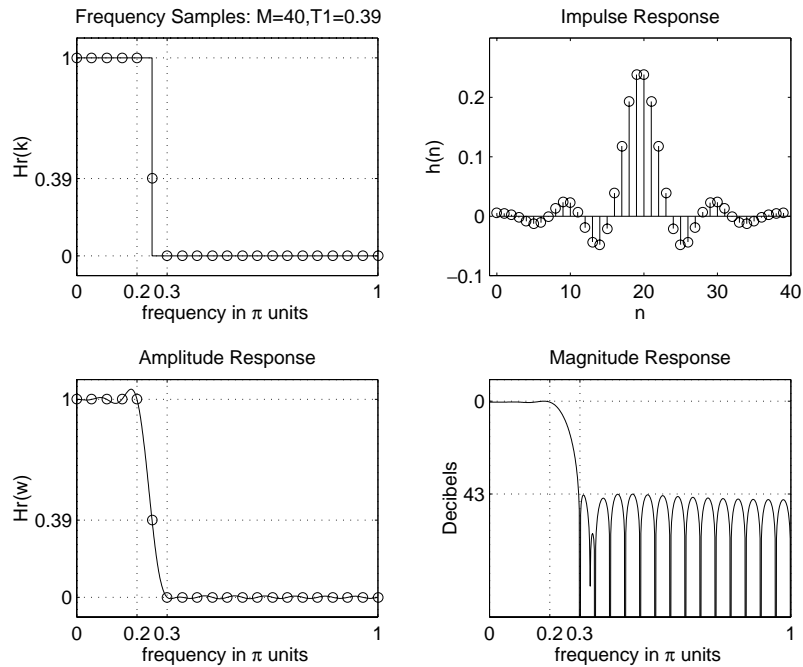 Frequency Samples: M=40,T1=0.39
Hr(k)
1
0.39
0
0 0.2 0.3 1
frequency in π units
Impulse Response
h(n)
0.2
0.1
0
−0.1
0 10 20 30 40
n
Amplitude Response
Hr(w)
1
0.39
0
0 0.2 0.3 1
frequency in π units
Magnitude Response
Decibels
0
43
0 0.2 0.3 1
frequency in π units